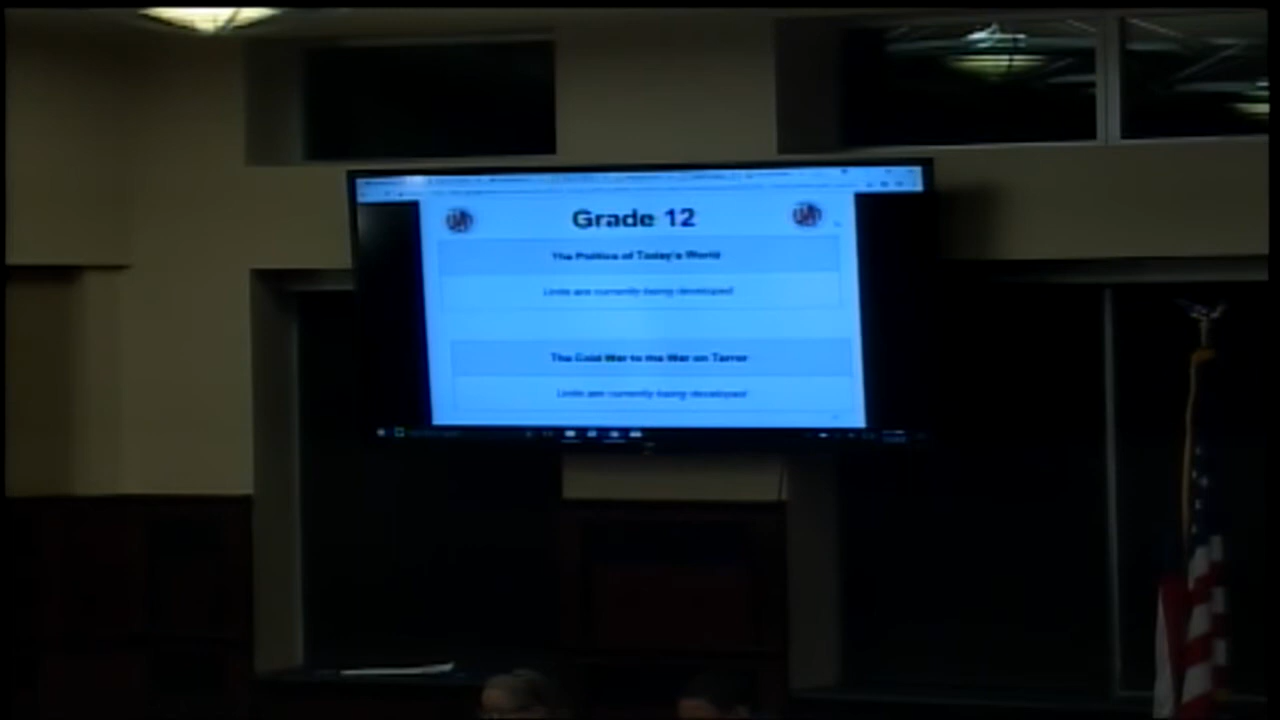 Grade 12
The Politics of Today's World
Units are currently being developed
The Cold War to the War on Terror
Units are currently being developed